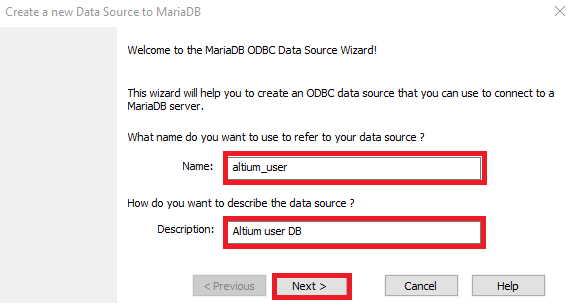 Create a new Data Source to MariaDB
Welcome to the MariaDB ODBC Data Source Wizard!
This wizard will help you to create an ODBC data source that you can use to connect to a
MariaDB server.
What name do you want to use to refer to your data source ?
Name: altium_user
How do you want to describe the data source ?
Description: Altium user DB
< Previous Next > Cancel Help